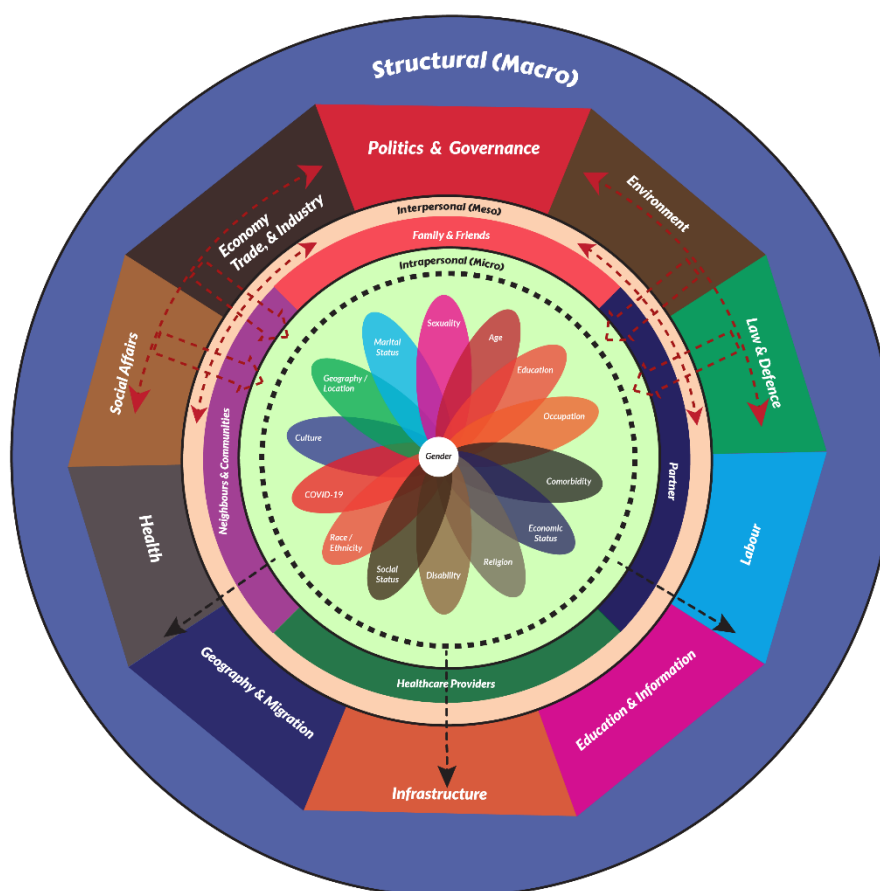 Structural (Macro)
Politics & Governance
Environment
Economy
Trade, & Industry
Law & Defence
Social Affairs
Labour
Health
Education & Information
Geography & Migration
Infrastructure
Interpersonal (Meso)
Family & Friends
Partner
Neighbours & Communities
Healthcare Providers
Intrapersonal (Micro)
Sexuality
Age
Education
Occupation
Comorbidity
Economic
Status
Religion
Disability
Social
Status
Race /
Ethnicity
COVID-19
Culture
Geography /
Location
Marital
Status
Gender